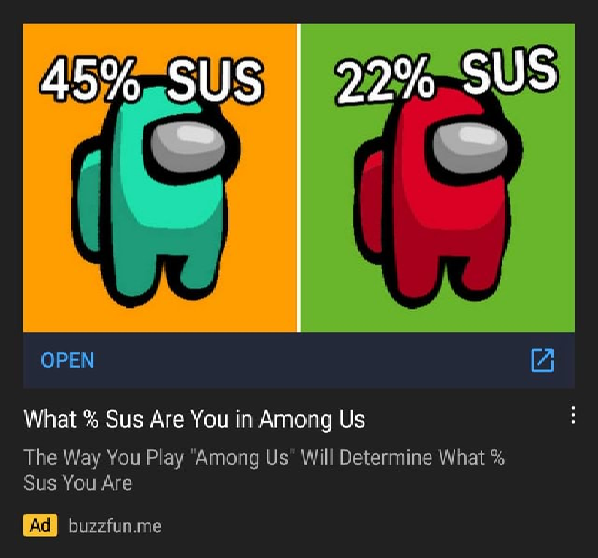 45% SUS
22% SUS
OPEN
What % Sus Are You in Among Us
The Way You Play "Among Us" Will Determine What %
Sus You Are
Ad buzzfun.me